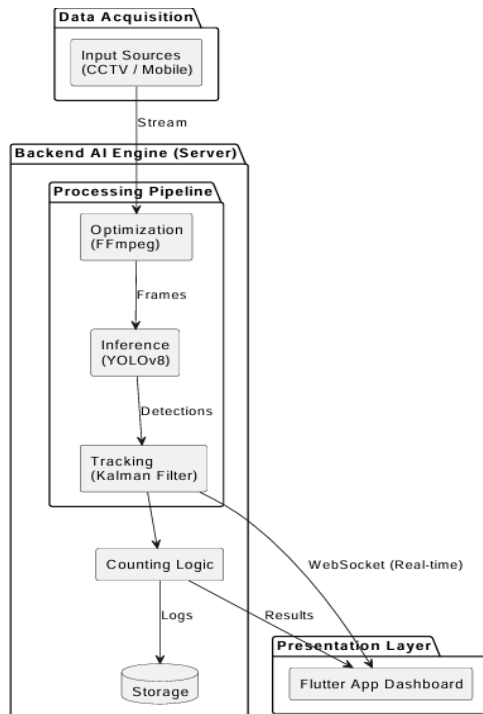 Data Acquisition
Input Sources
(CCTV / Mobile)
Stream
Backend AI Engine (Server)
Processing Pipeline
Optimization
(FFmpeg)
Frames
Inference
(YOLOv8)
Detections
Tracking
(Kalman Filter)
WebSocket (Real-time)
Counting Logic
Logs
Results
Presentation Layer
Storage
Flutter App Dashboard